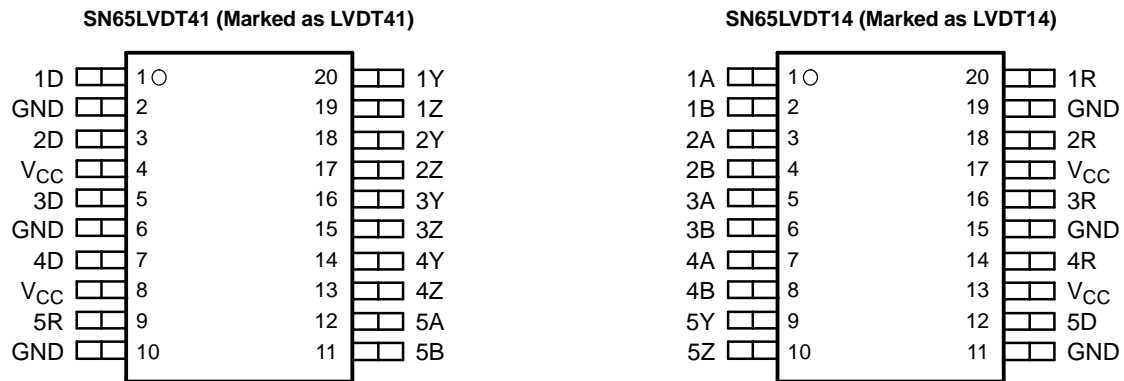 SN65LVDT41 (Marked as LVDT41) SN65LVDT14 (Marked as LVDT14)
1D 1 20 1Y 1A 1 20 1R
GND 2 19 1Z 1B 2 19 GND
2D 3 18 2Y 2A 3 18 2R
VCC 4 17 2Z 2B 4 17 VCC
3D 5 16 3Y 3A 5 16 3R
GND 6 15 3Z 3B 6 15 GND
4D 7 14 4Y 4A 7 14 4R
VCC 8 13 4Z 4B 8 13 VCC
5R 9 12 5A 5Y 9 12 5D
GND 10 11 5B 5Z 10 11 GND